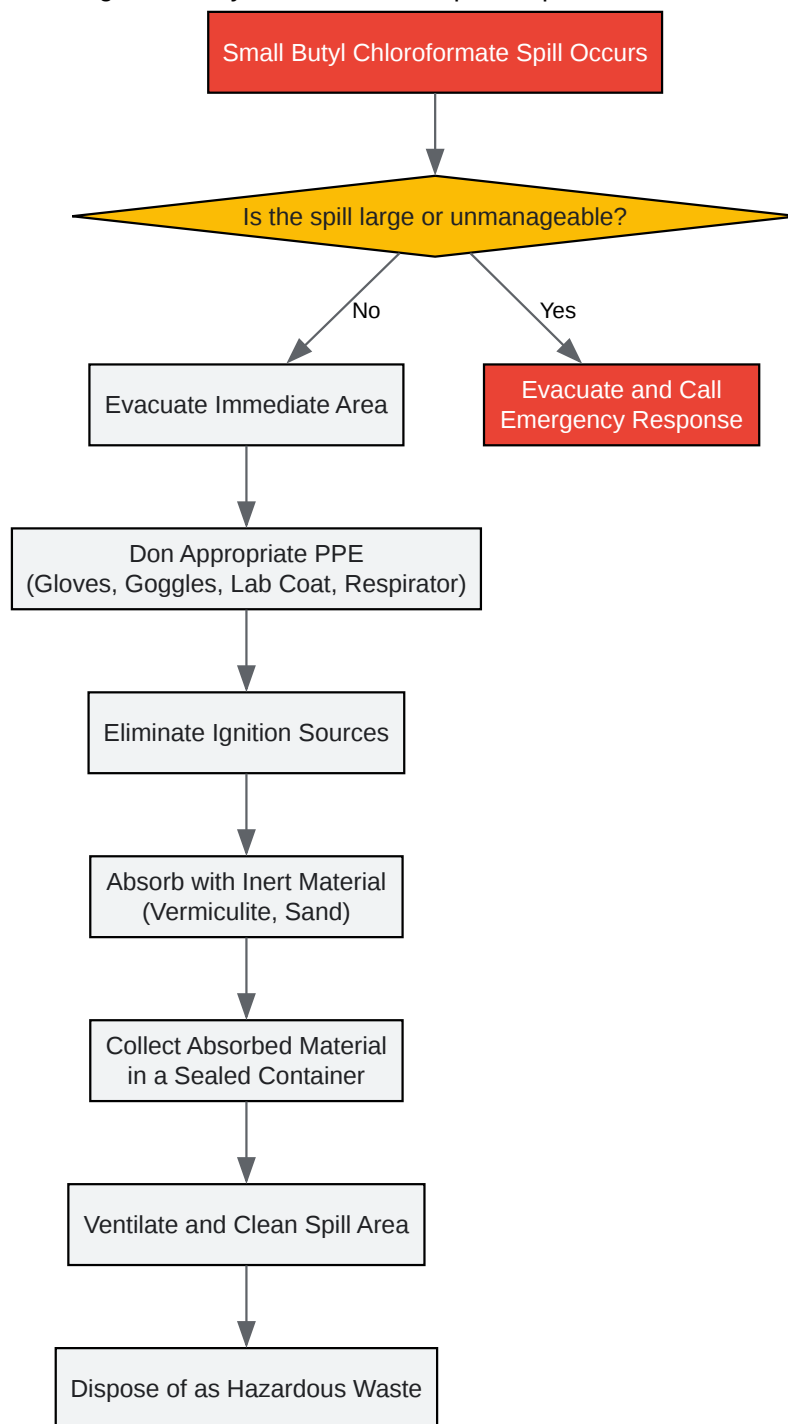 Small Butyl Chloroformate Spill Occurs
Is the spill large or unmanageable?
No
Yes
Evacuate Immediate Area
Evacuate and Call
Emergency Response
Don Appropriate PPE
(Gloves, Goggles, Lab Coat, Respirator)
Eliminate Ignition Sources
Absorb with Inert Material
(Vermiculite, Sand)
Collect Absorbed Material
in a Sealed Container
Ventilate and Clean Spill Area
Dispose of as Hazardous Waste